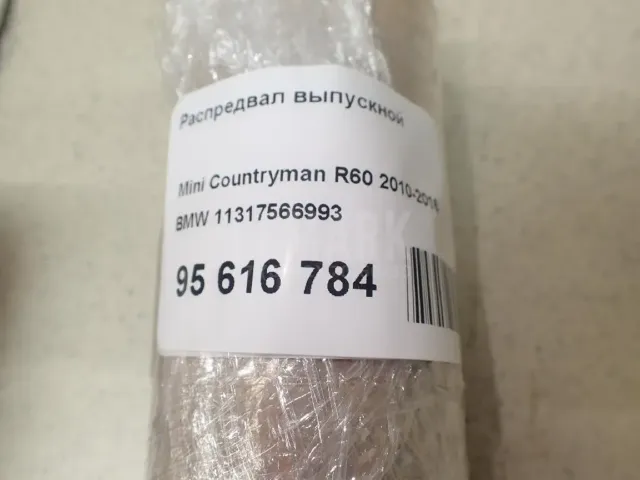 Распредвал выпускной
Mini Countryman R60 2010-2016
BMW 11317566993
95 616 784